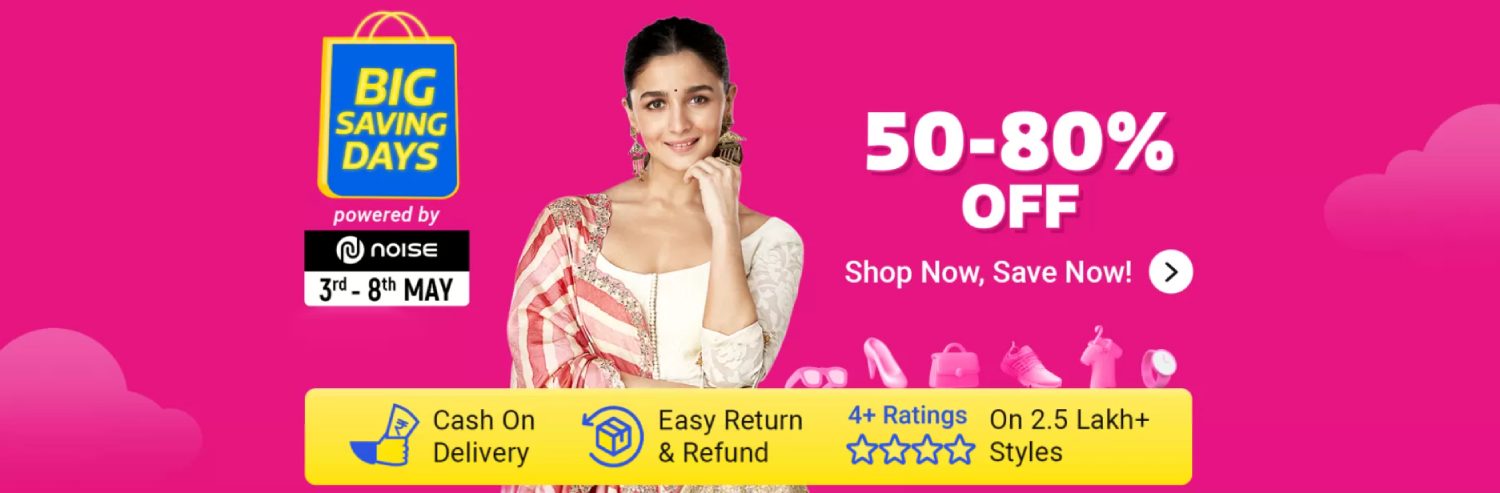 BIG
SAVING
DAYS
powered by
noise
3rd - 8th MAY
50-80%
OFF
Shop Now, Save Now!
Cash On
Delivery
Easy Return
& Refund
4+ Ratings
On 2.5 Lakh+
Styles